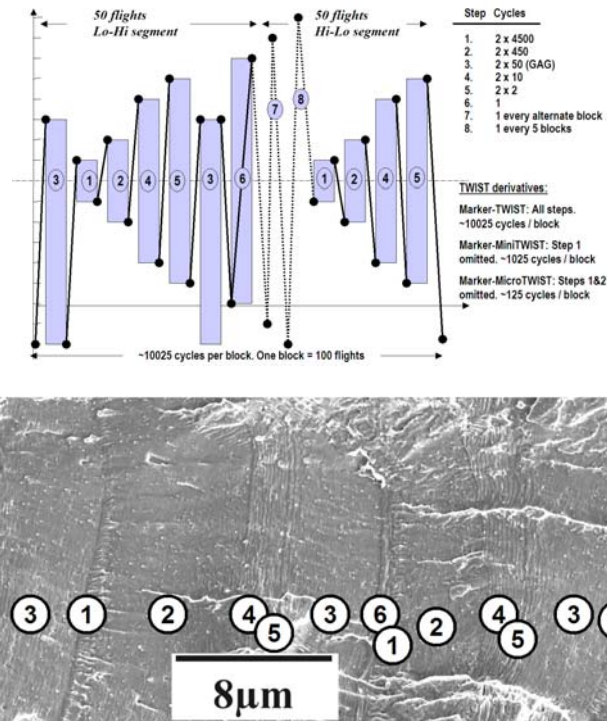 50 flights
Lo-Hi segment
50 flights
Hi-Lo segment
Step Cycles
1. 2 x 4500
2. 2 x 450
3. 2 x 50 (GAG)
4. 2 x 10
5. 2 x 2
6. 1
7. 1 every alternate block
8. 1 every 5 blocks
3 1 2 4 5 3 6 7 8 1 2 4 5
TWIST derivatives:
Marker-TWIST: All steps.
~10025 cycles / block
Marker-MiniTWIST: Step 1
omitted. ~1025 cycles / block
Marker-MicroTWIST: Steps 1&2
omitted. ~125 cycles / block
~10025 cycles per block. One block = 100 flights
3 1 2 4 5 3 6 1 2 4 5 3
8µm